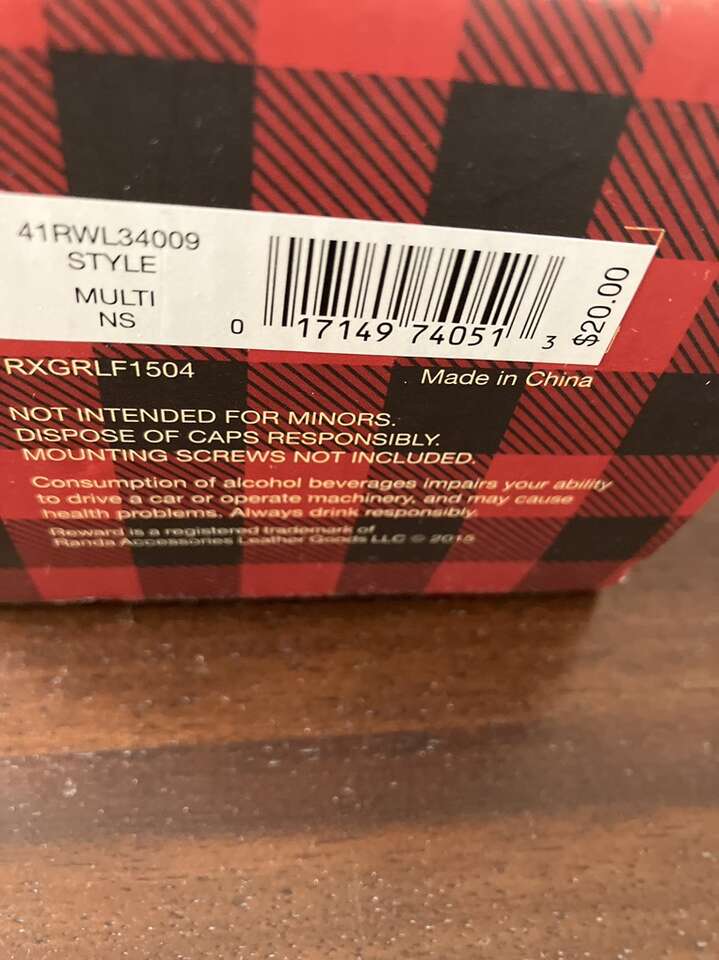 41RWL34009
STYLE
MULTI
NS
0 17149 74051 3
$20.00
RXGRLF1504
Made in China
NOT INTENDED FOR MINORS.
DISPOSE OF CAPS RESPONSIBLY.
MOUNTING SCREWS NOT INCLUDED.
Consumption of alcohol beverages impairs your ability
to drive a car or operate machinery, and may cause
health problems. Always drink responsibly.
Reward is a registered trademark of
Randa Accessories Leather Goods LLC © 2015